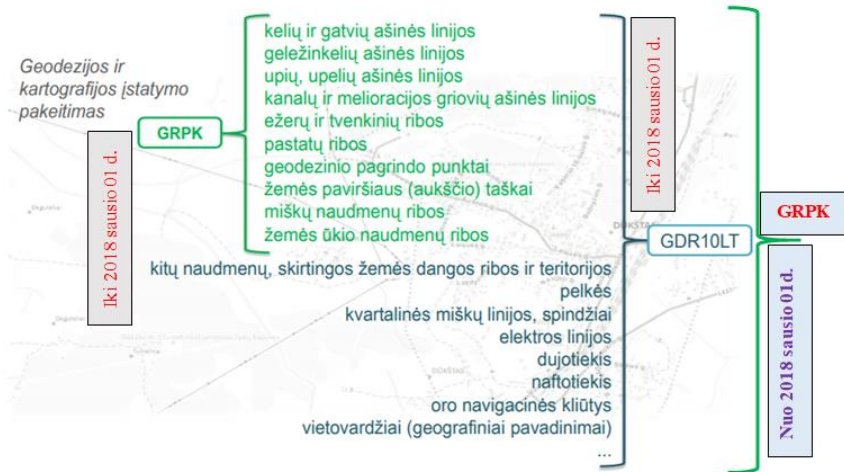 Geodezijos ir
kartografijos įstatymo
pakeitimas
Iki 2018 sausio 01 d.
GRPK
kelių ir gatvių ašinės linijos
geležinkelių ašinės linijos
upių, upelių ašinės linijos
kanalų ir melioracijos griovių ašinės linijos
ežerų ir tvenkinių ribos
pastatų ribos
geodezinio pagrindo punktai
žemės paviršiaus (aukščio) taškai
miškų naudmenų ribos
žemės ūkio naudmenų ribos
kitų naudmenų, skirtingos žemės dangos ribos ir teritorijos
pelkės
kvartalinės miškų linijos, spindžiai
elektros linijos
dujotiekis
naftotiekis
oro navigacinės kliūtys
vietovardžiai (geografiniai pavadinimai)
...
Iki 2018 sausio 01 d.
GDR10LT
GRPK
Nuo 2018 sausio 01d.
DŪKŠTAS
DŪKŠTAS